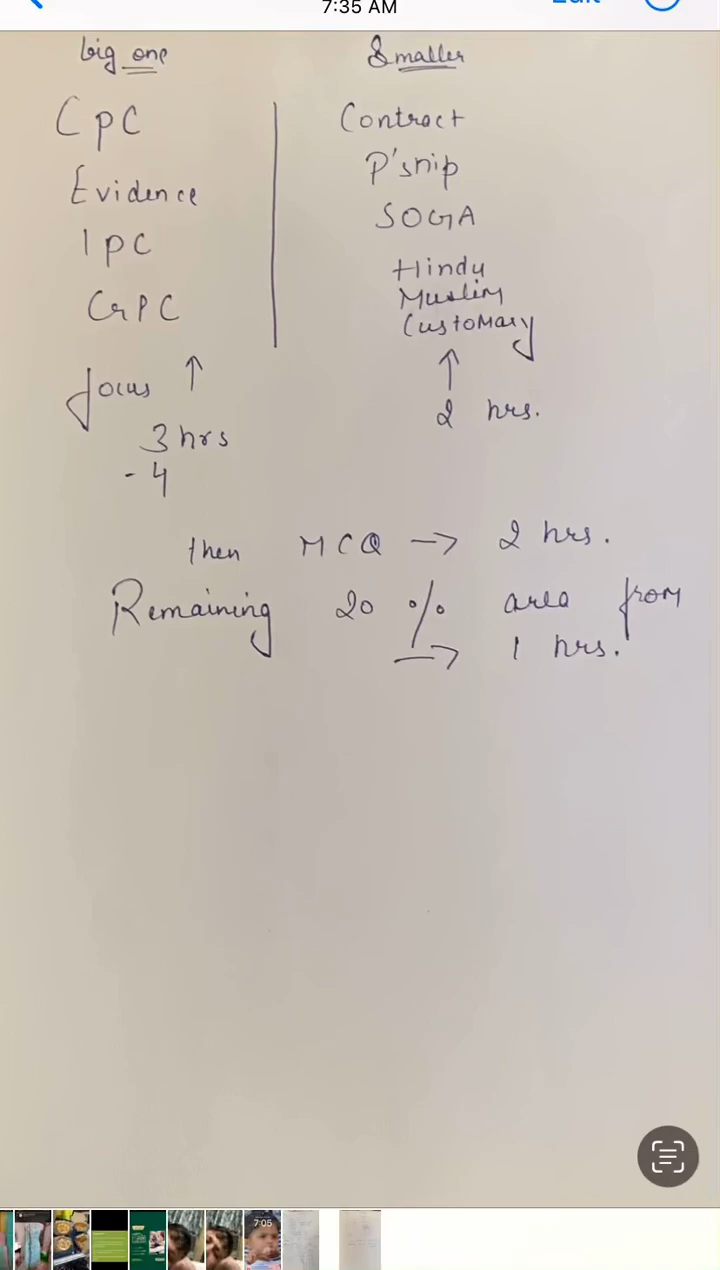 7:35 AM
big one
Smaller
CPC
Evidence
IPC
CrPC
Contract
P'ship
SOGA
Hindu
Muslim
Customary
focus ↑
3 hrs
- 4
↑
2 hrs.
then MCQ → 2 hrs.
Remaining 20 % area from
→ 1 hrs.
7:05